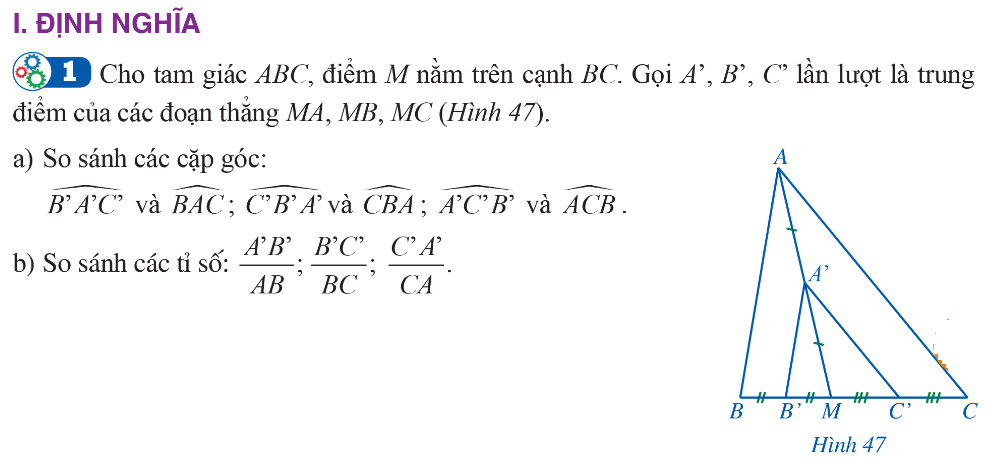 I. ĐỊNH NGHĨA
1 Cho tam giác ABC, điểm M nằm trên cạnh BC. Gọi A’, B’, C’ lần lượt là trung
điểm của các đoạn thẳng MA, MB, MC (Hình 47).
a) So sánh các cặp góc:
B’A’C’ và BAC; C’B’A’ và CBA; A’C’B’ và ACB.
b) So sánh các tỉ số: A’B’/AB; B’C’/BC; C’A’/CA.
A
A’
B B’ M C’ C
Hình 47